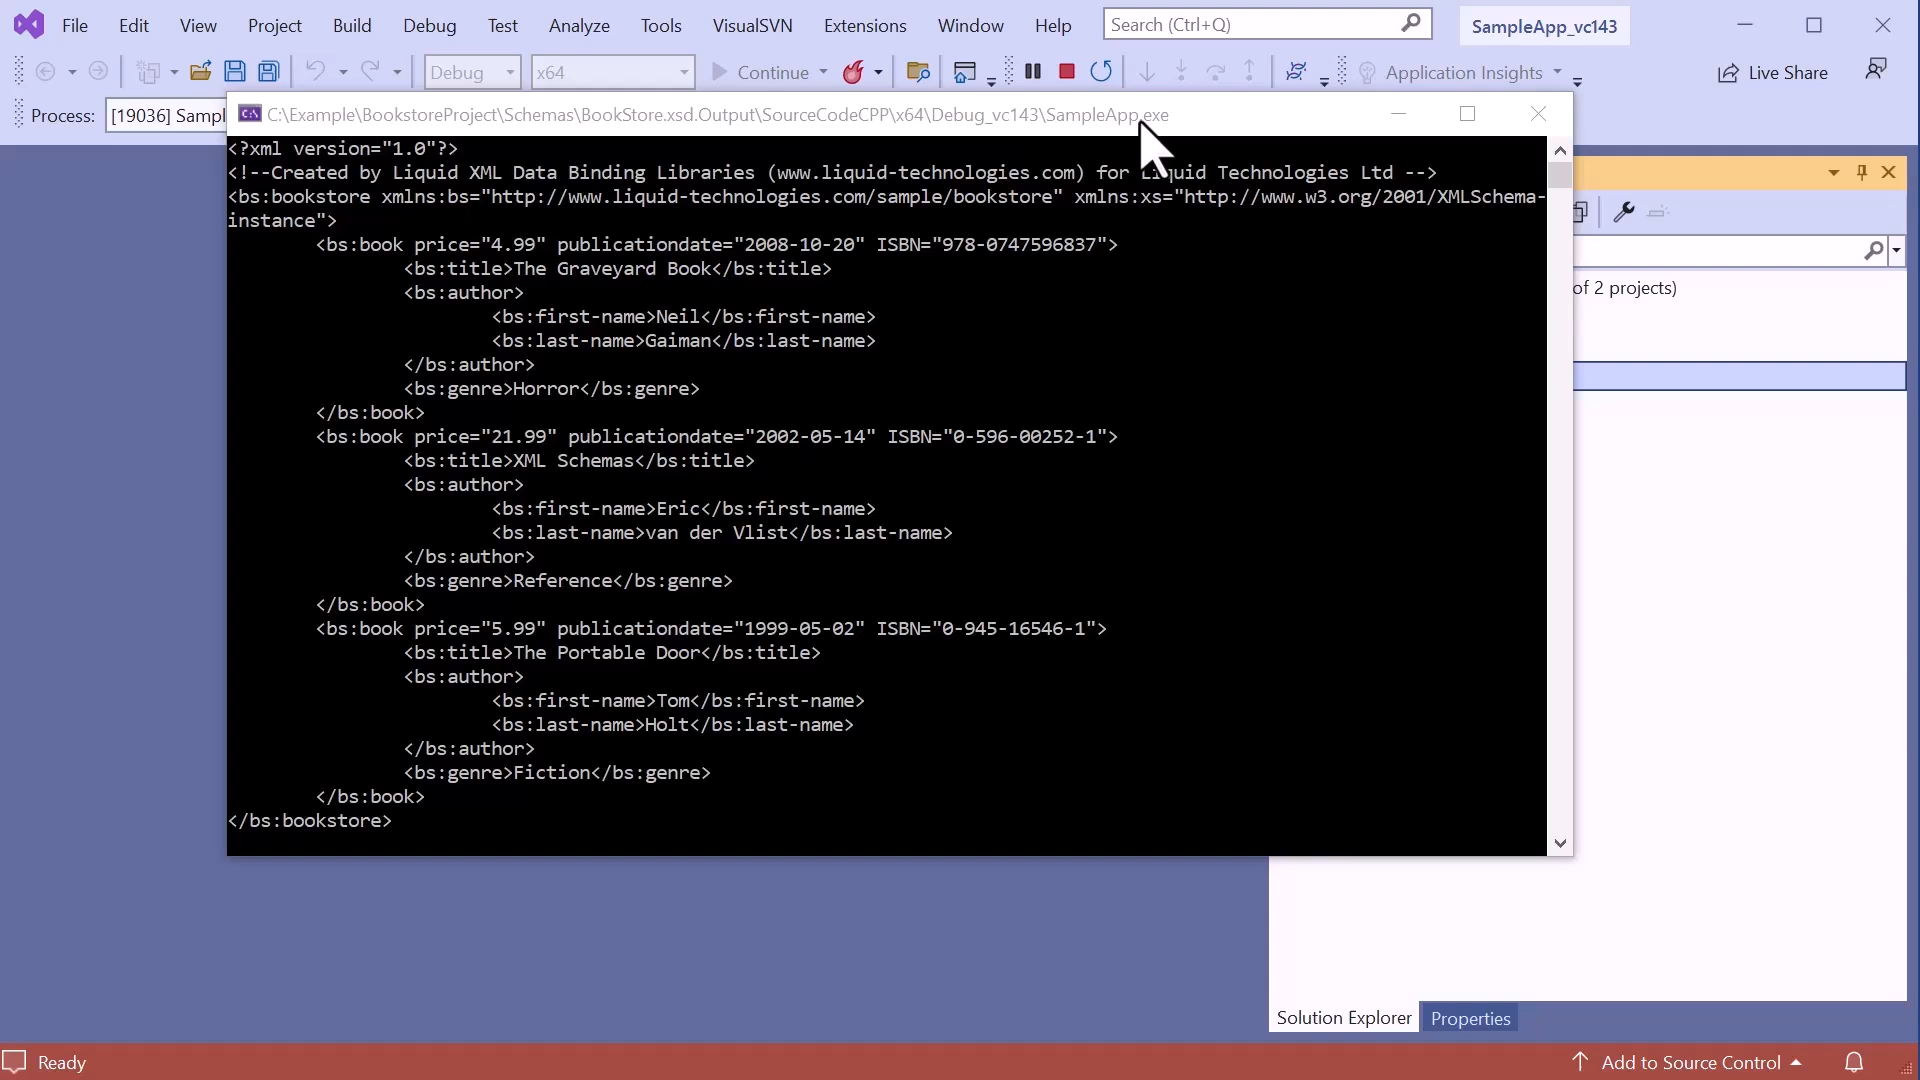 File Edit View Project Build Debug Test Analyze Tools VisualSVN Extensions Window Help Search (Ctrl+Q) SampleApp_vc143
Debug x64 Continue Application Insights Live Share
Process: [19036] Sampl
C:\Example\BookstoreProject\Schemas\BookStore.xsd.Output\SourceCodeCPP\x64\Debug_vc143\SampleApp.exe
<?xml version="1.0"?>
<!--Created by Liquid XML Data Binding Libraries (www.liquid-technologies.com) for Liquid Technologies Ltd -->
<bs:bookstore xmlns:bs="http://www.liquid-technologies.com/sample/bookstore" xmlns:xs="http://www.w3.org/2001/XMLSchema-
instance">
<bs:book price="4.99" publicationdate="2008-10-20" ISBN="978-0747596837">
<bs:title>The Graveyard Book</bs:title>
<bs:author>
<bs:first-name>Neil</bs:first-name>
<bs:last-name>Gaiman</bs:last-name>
</bs:author>
<bs:genre>Horror</bs:genre>
</bs:book>
<bs:book price="21.99" publicationdate="2002-05-14" ISBN="0-596-00252-1">
<bs:title>XML Schemas</bs:title>
<bs:author>
<bs:first-name>Eric</bs:first-name>
<bs:last-name>van der Vlist</bs:last-name>
</bs:author>
<bs:genre>Reference</bs:genre>
</bs:book>
<bs:book price="5.99" publicationdate="1999-05-02" ISBN="0-945-16546-1">
<bs:title>The Portable Door</bs:title>
<bs:author>
<bs:first-name>Tom</bs:first-name>
<bs:last-name>Holt</bs:last-name>
</bs:author>
<bs:genre>Fiction</bs:genre>
</bs:book>
</bs:bookstore>
of 2 projects)
Solution Explorer Properties
Ready Add to Source Control